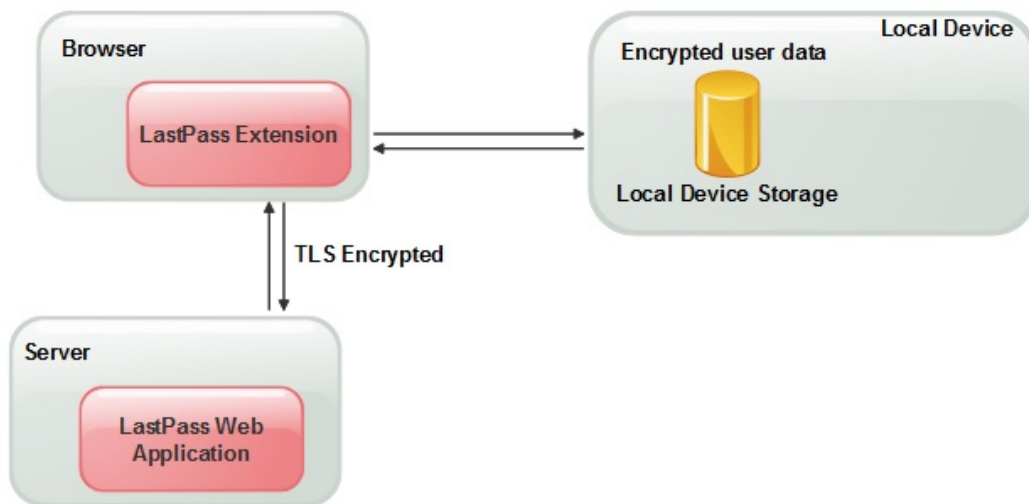 Browser
LastPass Extension
Local Device
Encrypted user data
Local Device Storage
TLS Encrypted
Server
LastPass Web
Application